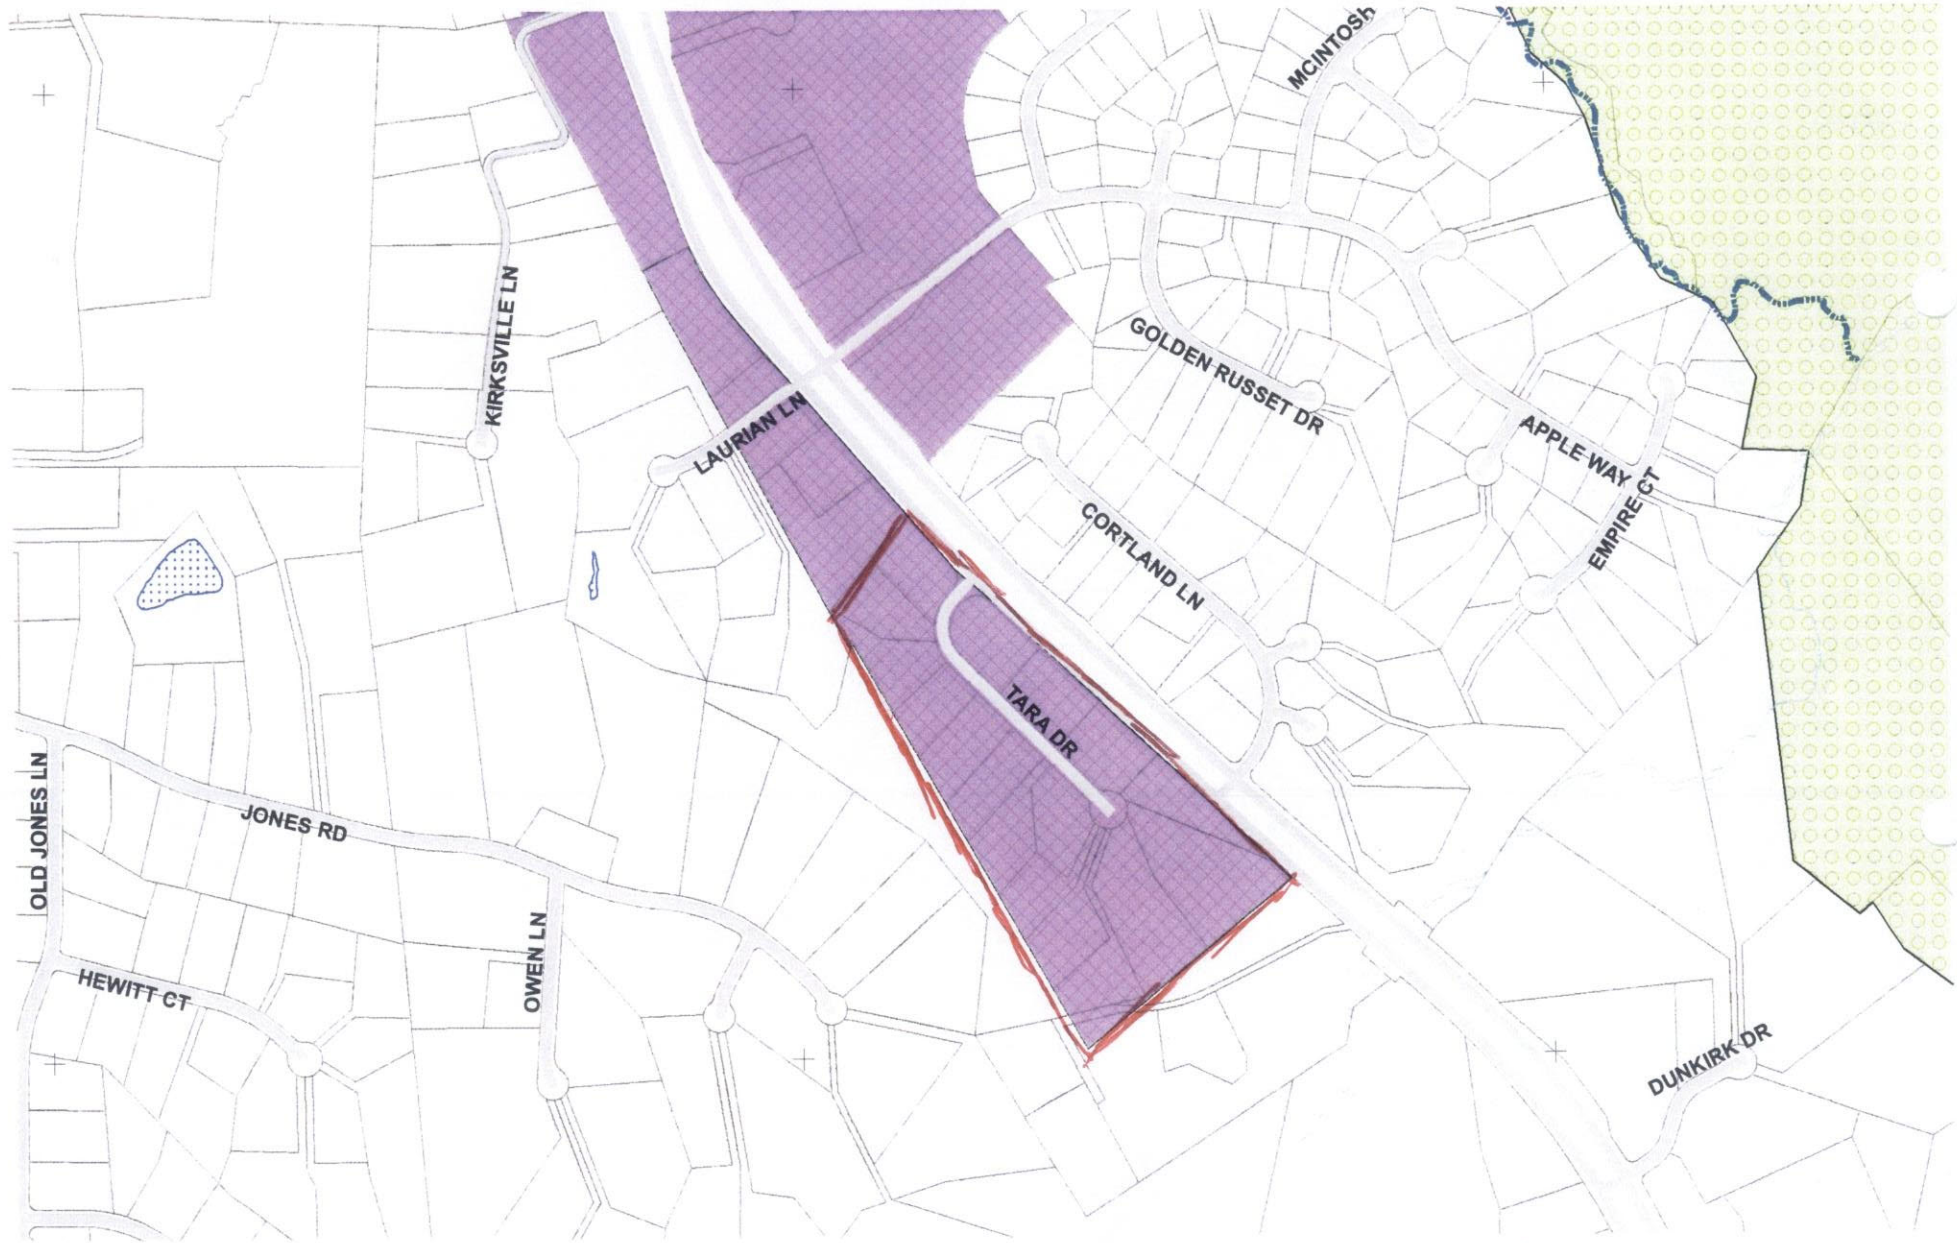 MCINTOSH
KIRKSVILLE LN
GOLDEN RUSSET DR
LAURIAN LN
APPLE WAY
EMPIRE CT
CORTLAND LN
TARA DR
OLD JONES LN
JONES RD
OWEN LN
HEWITT CT
DUNKIRK DR